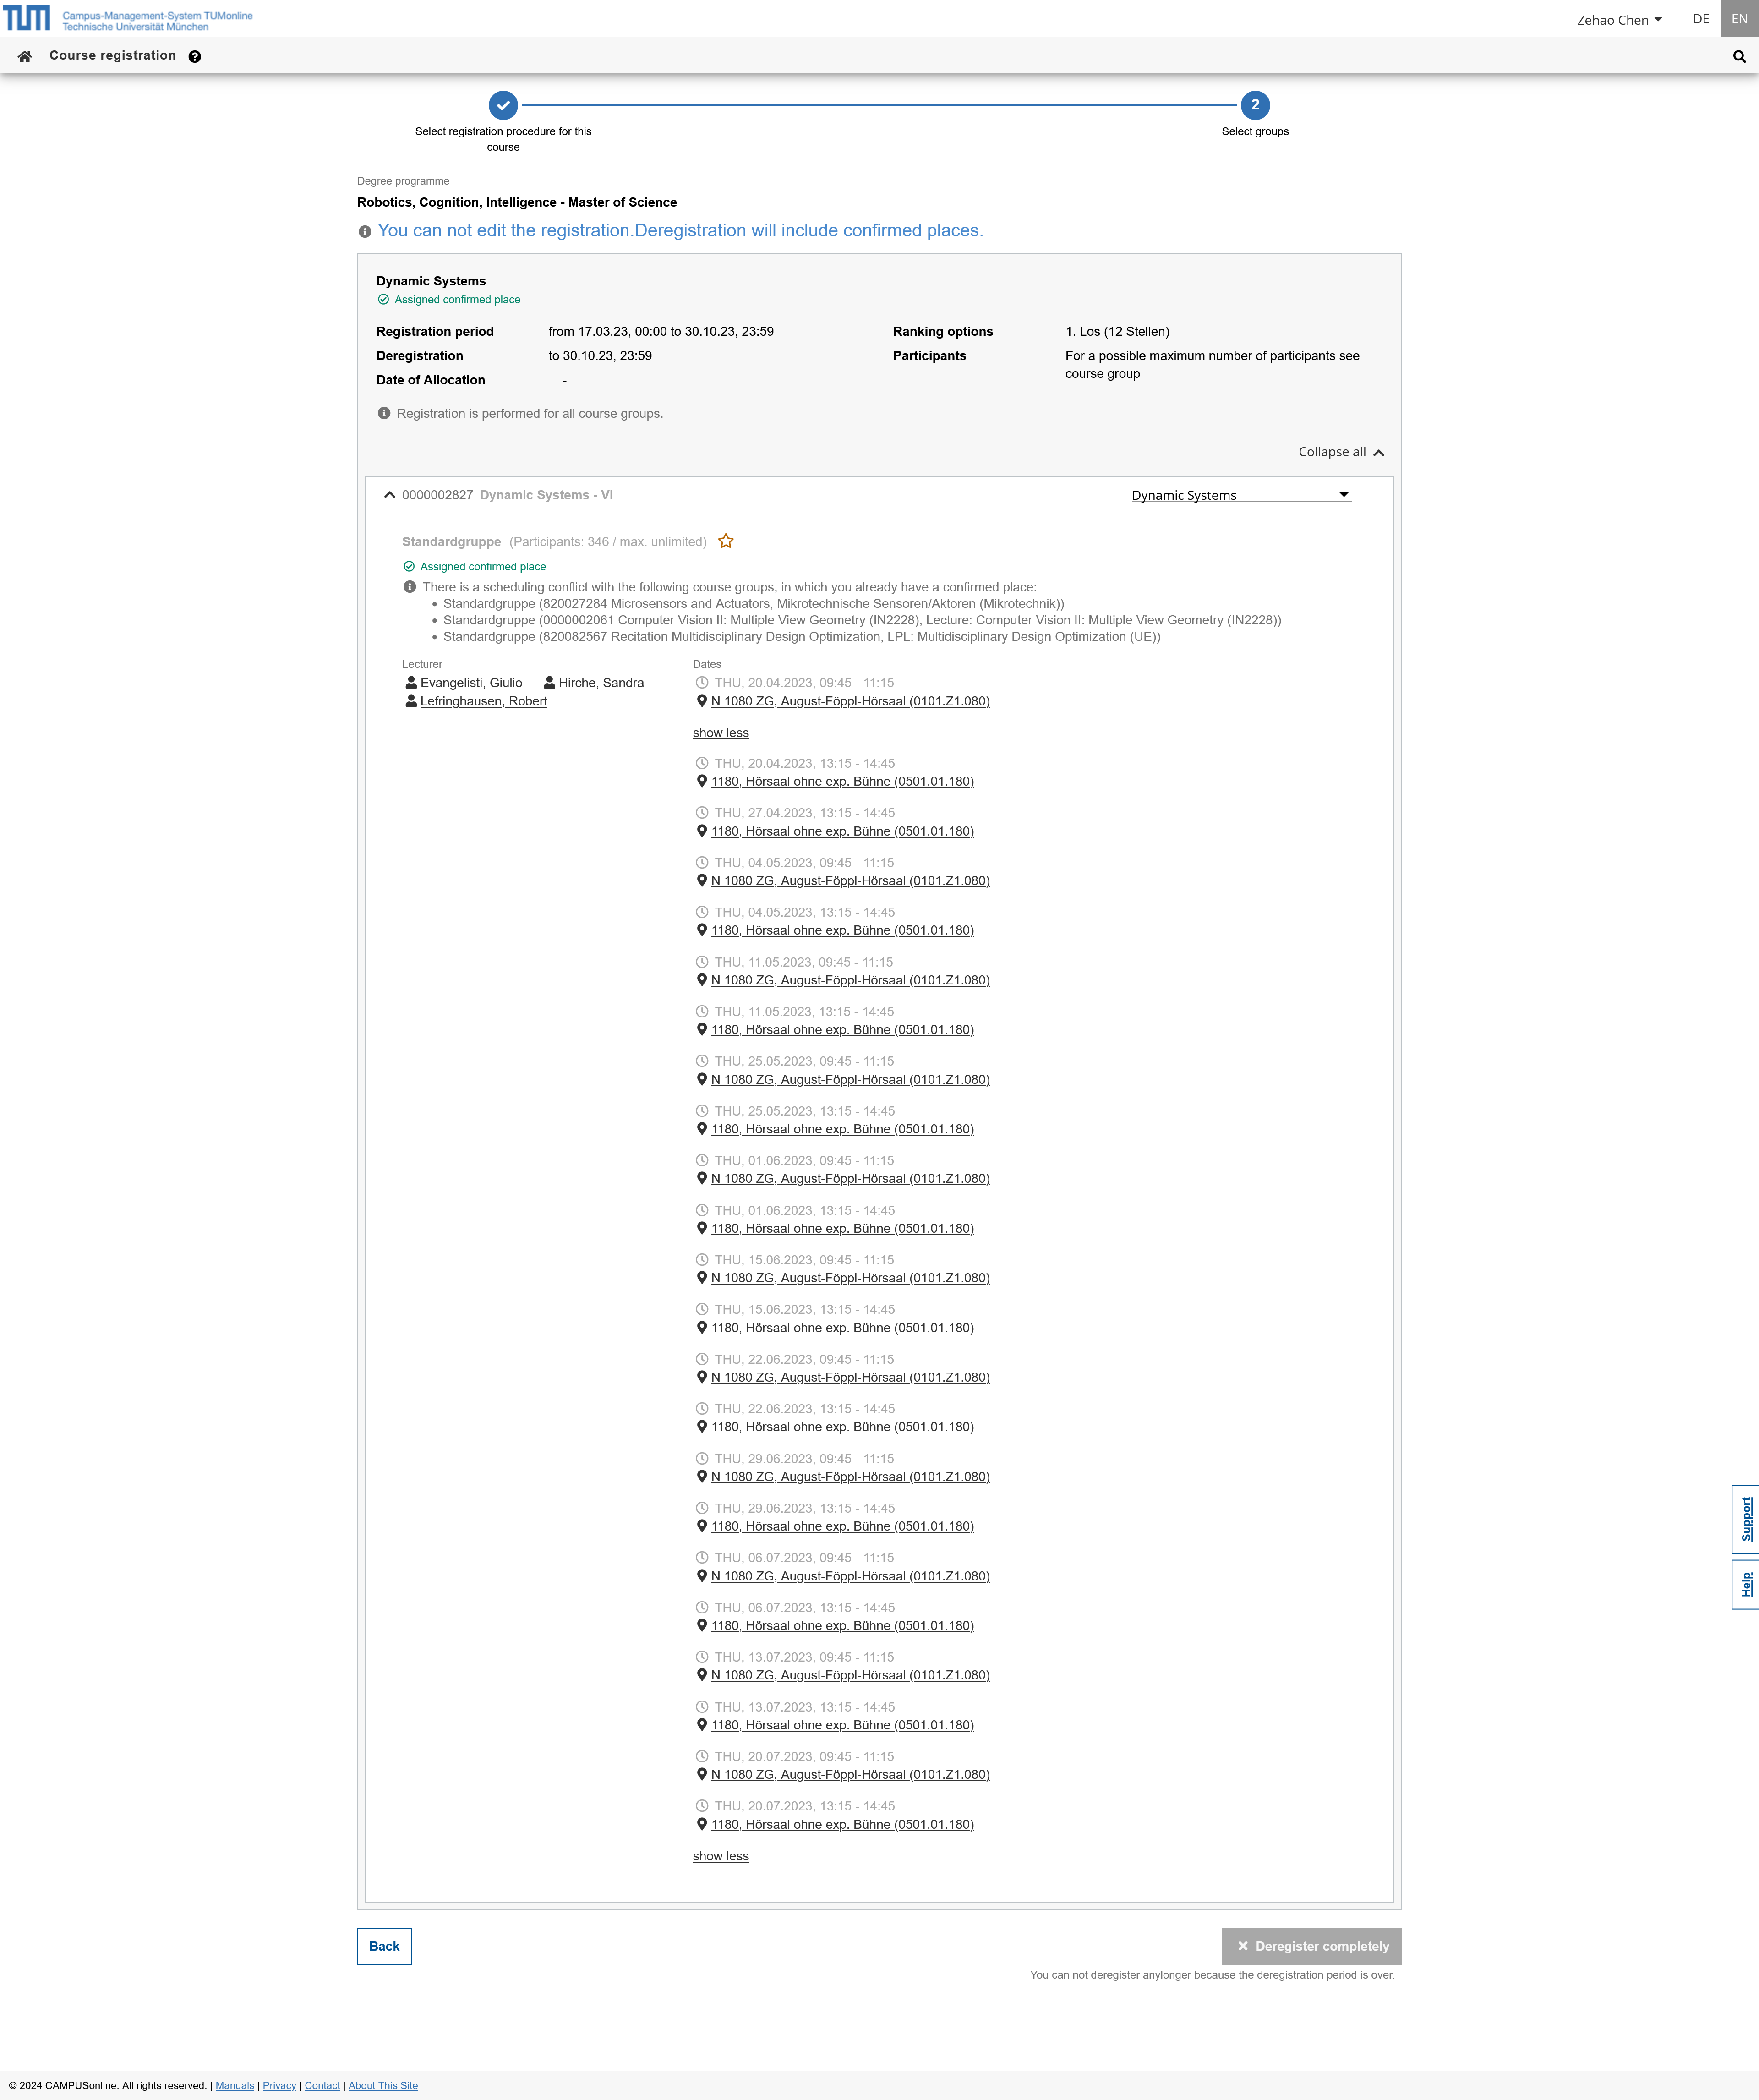 TUM Campus-Management-System TUMonline
Technische Universität München
Zehao Chen
DE
EN
Course registration
2
Select registration procedure for this
course
Select groups
Degree programme
Robotics, Cognition, Intelligence - Master of Science
You can not edit the registration.Deregistration will include confirmed places.
Dynamic Systems
Assigned confirmed place
Registration period from 17.03.23, 00:00 to 30.10.23, 23:59
Deregistration to 30.10.23, 23:59
Date of Allocation -
Ranking options 1. Los (12 Stellen)
Participants For a possible maximum number of participants see
course group
Registration is performed for all course groups.
Collapse all
0000002827 Dynamic Systems - VI
Dynamic Systems
Standardgruppe (Participants: 346 / max. unlimited)
Assigned confirmed place
There is a scheduling conflict with the following course groups, in which you already have a confirmed place:
Standardgruppe (820027284 Microsensors and Actuators, Mikrotechnische Sensoren/Aktoren (Mikrotechnik))
Standardgruppe (0000002061 Computer Vision II: Multiple View Geometry (IN2228), Lecture: Computer Vision II: Multiple View Geometry (IN2228))
Standardgruppe (820082567 Recitation Multidisciplinary Design Optimization, LPL: Multidisciplinary Design Optimization (UE))
Lecturer
Evangelisti, Giulio Hirche, Sandra
Lefringhausen, Robert
Dates
THU, 20.04.2023, 09:45 - 11:15
N 1080 ZG, August-Föppl-Hörsaal (0101.Z1.080)
show less
THU, 20.04.2023, 13:15 - 14:45
1180, Hörsaal ohne exp. Bühne (0501.01.180)
THU, 27.04.2023, 13:15 - 14:45
1180, Hörsaal ohne exp. Bühne (0501.01.180)
THU, 04.05.2023, 09:45 - 11:15
N 1080 ZG, August-Föppl-Hörsaal (0101.Z1.080)
THU, 04.05.2023, 13:15 - 14:45
1180, Hörsaal ohne exp. Bühne (0501.01.180)
THU, 11.05.2023, 09:45 - 11:15
N 1080 ZG, August-Föppl-Hörsaal (0101.Z1.080)
THU, 11.05.2023, 13:15 - 14:45
1180, Hörsaal ohne exp. Bühne (0501.01.180)
THU, 25.05.2023, 09:45 - 11:15
N 1080 ZG, August-Föppl-Hörsaal (0101.Z1.080)
THU, 25.05.2023, 13:15 - 14:45
1180, Hörsaal ohne exp. Bühne (0501.01.180)
THU, 01.06.2023, 09:45 - 11:15
N 1080 ZG, August-Föppl-Hörsaal (0101.Z1.080)
THU, 01.06.2023, 13:15 - 14:45
1180, Hörsaal ohne exp. Bühne (0501.01.180)
THU, 15.06.2023, 09:45 - 11:15
N 1080 ZG, August-Föppl-Hörsaal (0101.Z1.080)
THU, 15.06.2023, 13:15 - 14:45
1180, Hörsaal ohne exp. Bühne (0501.01.180)
THU, 22.06.2023, 09:45 - 11:15
N 1080 ZG, August-Föppl-Hörsaal (0101.Z1.080)
THU, 22.06.2023, 13:15 - 14:45
1180, Hörsaal ohne exp. Bühne (0501.01.180)
THU, 29.06.2023, 09:45 - 11:15
N 1080 ZG, August-Föppl-Hörsaal (0101.Z1.080)
THU, 29.06.2023, 13:15 - 14:45
1180, Hörsaal ohne exp. Bühne (0501.01.180)
THU, 06.07.2023, 09:45 - 11:15
N 1080 ZG, August-Föppl-Hörsaal (0101.Z1.080)
THU, 06.07.2023, 13:15 - 14:45
1180, Hörsaal ohne exp. Bühne (0501.01.180)
THU, 13.07.2023, 09:45 - 11:15
N 1080 ZG, August-Föppl-Hörsaal (0101.Z1.080)
THU, 13.07.2023, 13:15 - 14:45
1180, Hörsaal ohne exp. Bühne (0501.01.180)
THU, 20.07.2023, 09:45 - 11:15
N 1080 ZG, August-Föppl-Hörsaal (0101.Z1.080)
THU, 20.07.2023, 13:15 - 14:45
1180, Hörsaal ohne exp. Bühne (0501.01.180)
show less
Support
Help
Back
Deregister completely
You can not deregister anylonger because the deregistration period is over.
© 2024 CAMPUSonline. All rights reserved. | Manuals | Privacy | Contact | About This Site